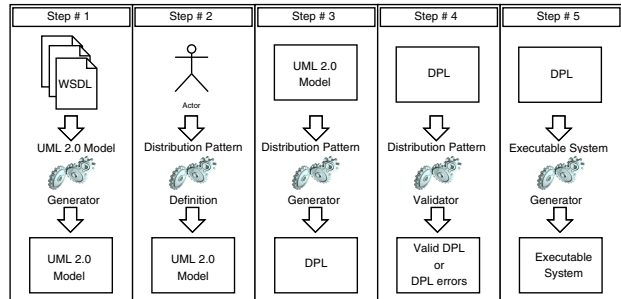 Step # 1
Step # 2
Step # 3
Step # 4
Step # 5
WSDL
Actor
UML 2.0
Model
DPL
DPL
UML 2.0 Model
Generator
Distribution Pattern
Definition
Distribution Pattern
Generator
Distribution Pattern
Validator
Executable System
Generator
UML 2.0
Model
UML 2.0
Model
DPL
Valid DPL
or
DPL errors
Executable
System